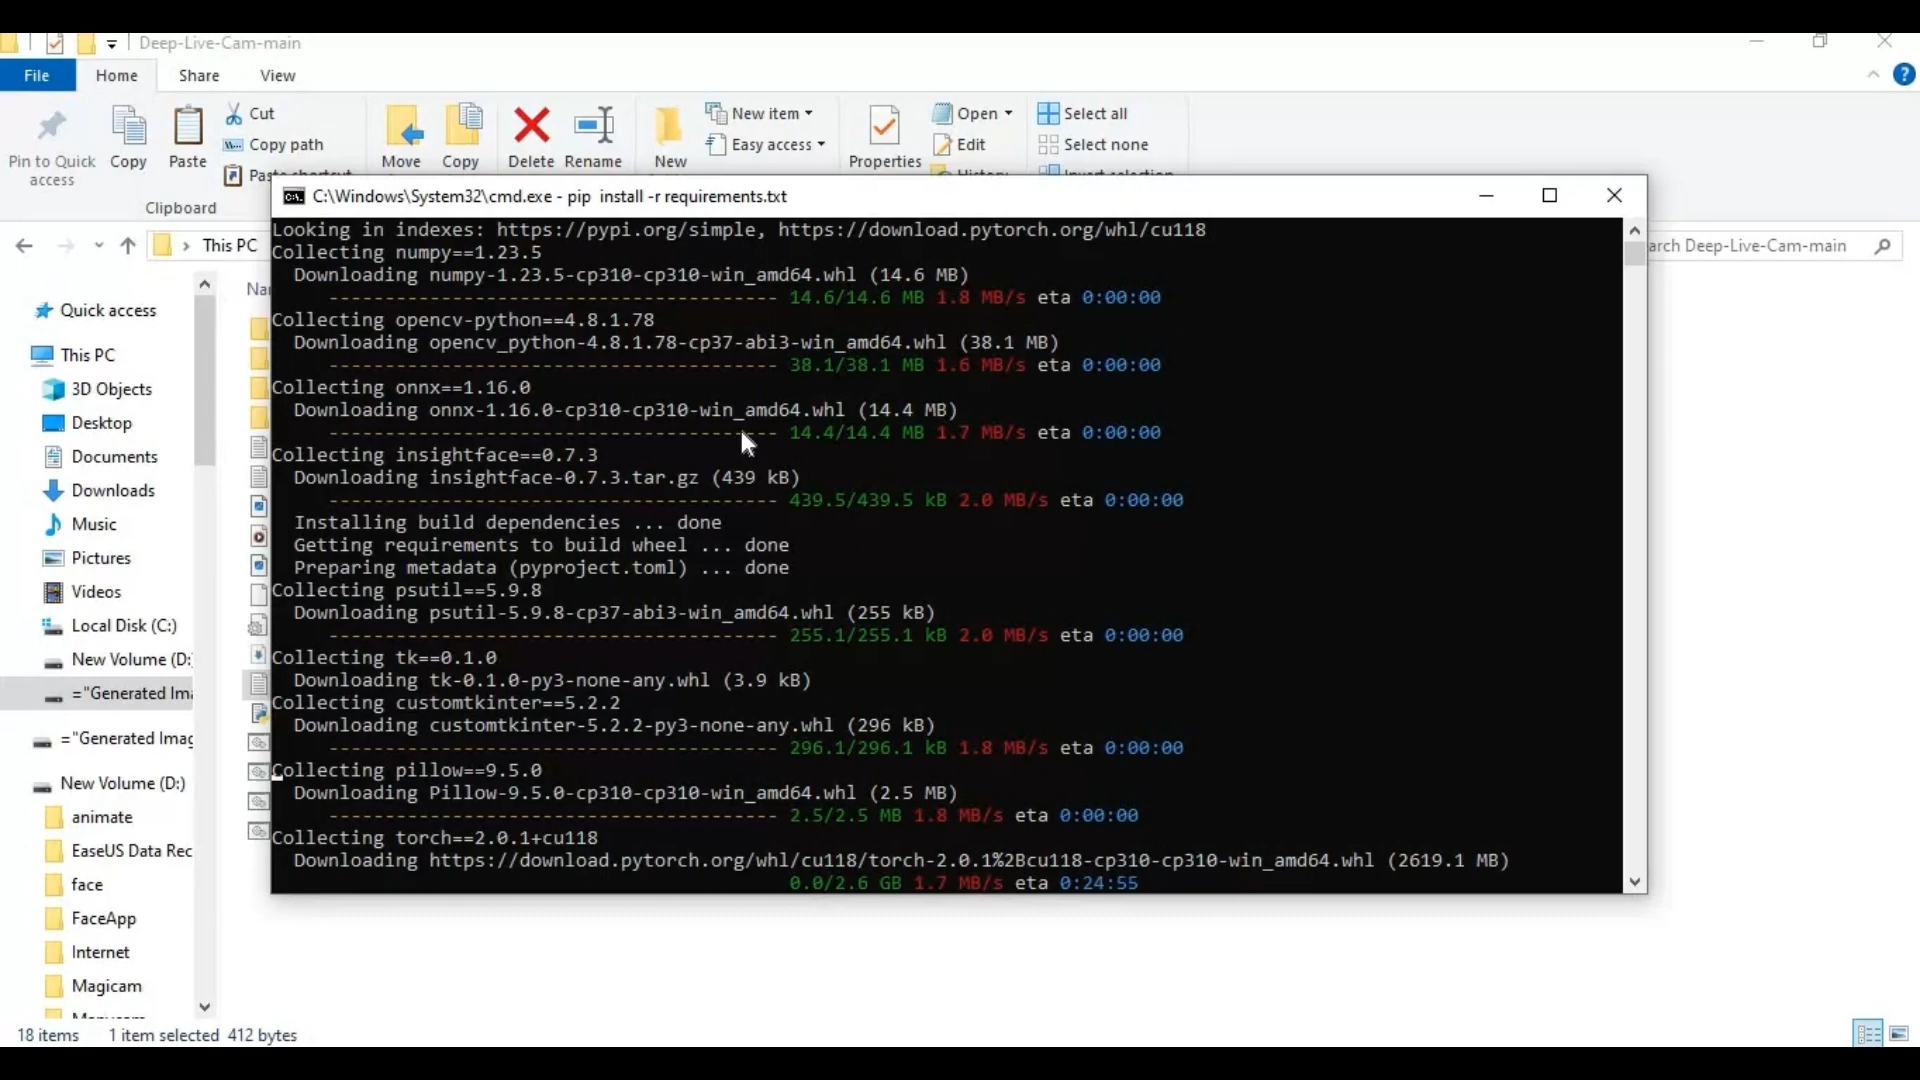 Deep-Live-Cam-main
File Home Share View
Pin to Quick access
Copy
Paste
Cut
Copy path
Paste shortcut
Clipboard
Move
Copy
Delete
Rename
New
New item
Easy access
Properties
Open
Edit
History
Select all
Select none
Invert selection
This PC
arch Deep-Live-Cam-main
C:\Windows\System32\cmd.exe - pip  install -r requirements.txt
Looking in indexes: https://pypi.org/simple, https://download.pytorch.org/whl/cu118
Collecting numpy==1.23.5
Downloading numpy-1.23.5-cp310-cp310-win_amd64.whl (14.6 MB)
---------------------------------------- 14.6/14.6 MB 1.8 MB/s eta 0:00:00
Collecting opencv-python==4.8.1.78
Downloading opencv_python-4.8.1.78-cp37-abi3-win_amd64.whl (38.1 MB)
---------------------------------------- 38.1/38.1 MB 1.6 MB/s eta 0:00:00
Collecting onnx==1.16.0
Downloading onnx-1.16.0-cp310-cp310-win_amd64.whl (14.4 MB)
---------------------------------------- 14.4/14.4 MB 1.7 MB/s eta 0:00:00
Collecting insightface==0.7.3
Downloading insightface-0.7.3.tar.gz (439 kB)
---------------------------------------- 439.5/439.5 kB 2.0 MB/s eta 0:00:00
Installing build dependencies ... done
Getting requirements to build wheel ... done
Preparing metadata (pyproject.toml) ... done
Collecting psutil==5.9.8
Downloading psutil-5.9.8-cp37-abi3-win_amd64.whl (255 kB)
---------------------------------------- 255.1/255.1 kB 2.0 MB/s eta 0:00:00
Collecting tk==0.1.0
Downloading tk-0.1.0-py3-none-any.whl (3.9 kB)
Collecting customtkinter==5.2.2
Downloading customtkinter-5.2.2-py3-none-any.whl (296 kB)
---------------------------------------- 296.1/296.1 kB 1.8 MB/s eta 0:00:00
Collecting pillow==9.5.0
Downloading Pillow-9.5.0-cp310-cp310-win_amd64.whl (2.5 MB)
---------------------------------------- 2.5/2.5 MB 1.8 MB/s eta 0:00:00
Collecting torch==2.0.1+cu118
Downloading https://download.pytorch.org/whl/cu118/torch-2.0.1%2Bcu118-cp310-cp310-win_amd64.whl (2619.1 MB)
0.0/2.6 GB 1.7 MB/s eta 0:24:55
Na
Quick access
This PC
3D Objects
Desktop
Documents
Downloads
Music
Pictures
Videos
Local Disk (C:)
New Volume (D:
="Generated Ima
="Generated Imag
New Volume (D:)
animate
EaseUS Data Rec
face
FaceApp
Internet
Magicam
18 items 1 item selected 412 bytes